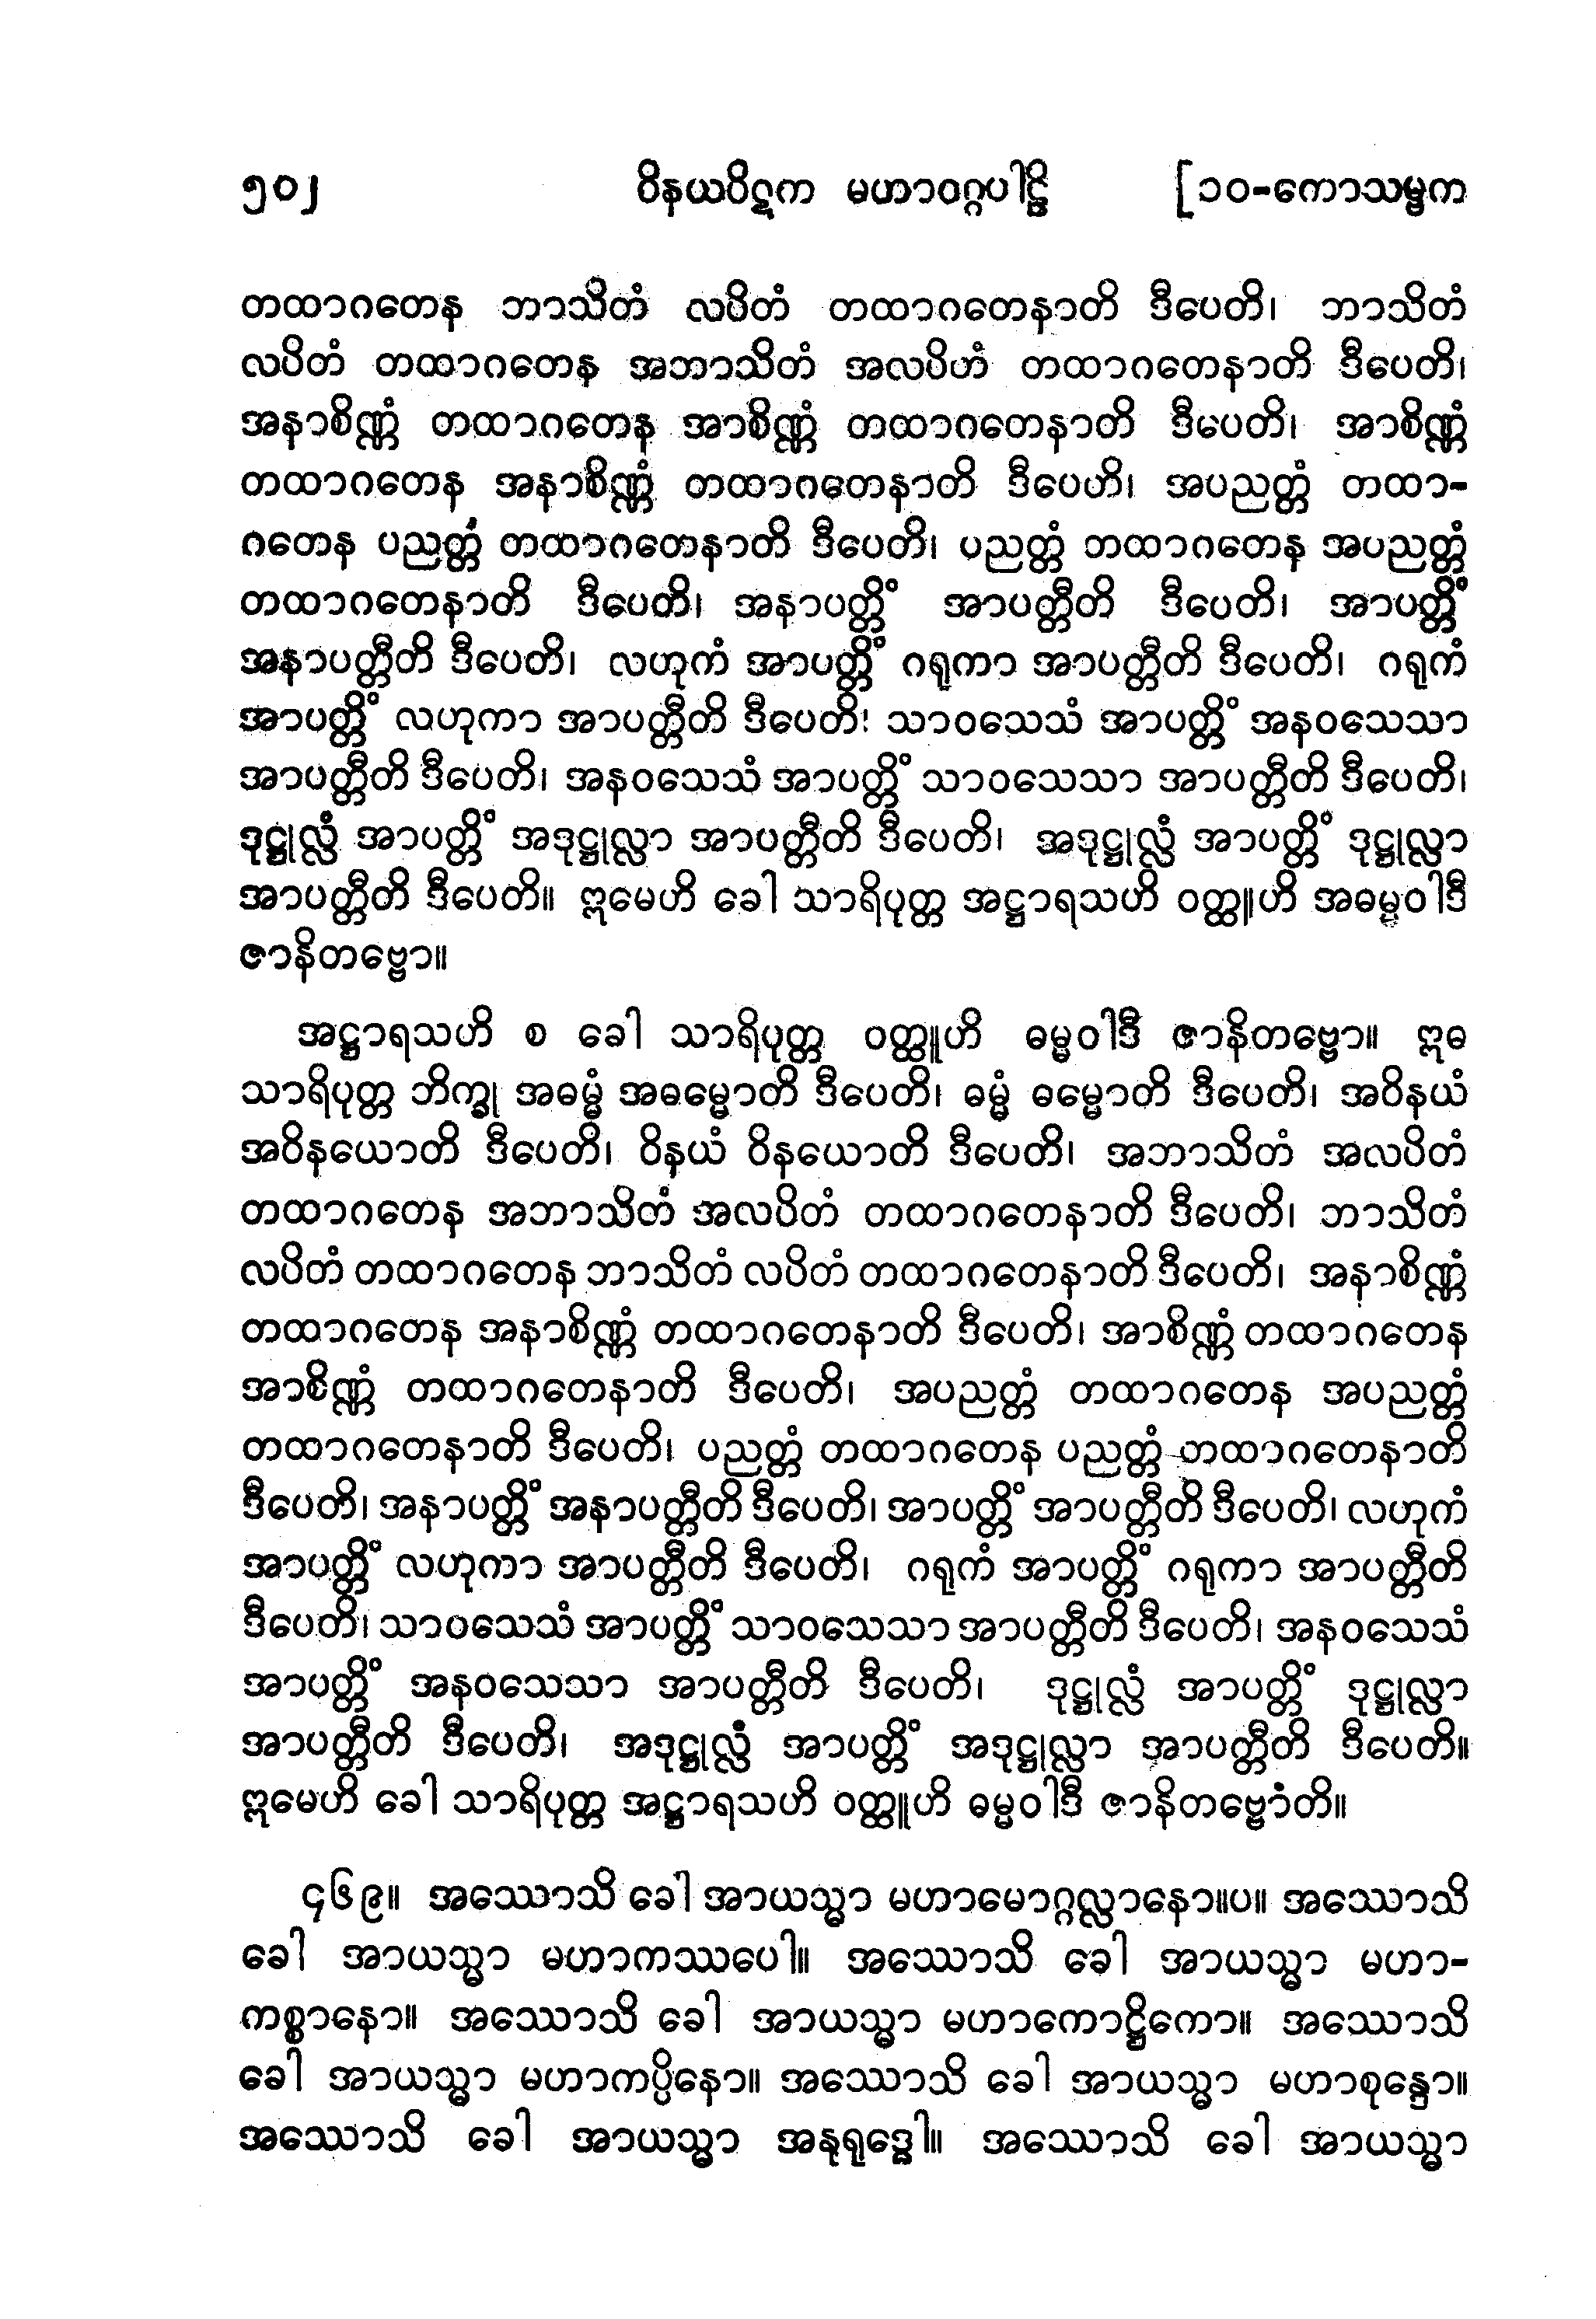 ၅၀၂ ဝိနယပိဋက မဟာဝဂ္ဂပါဠိ [၁၀-ကောသမ္ဗက
တထာဂတေန ဘာသိတံ လပိတံ တထာဂတေနာတိ ဒီပေတိ၊ ဘာသိတံ
လပိတံ တထာဂတေန အဘာသိတံ အလပိတံ တထာဂတေနာတိ ဒီပေတိ၊
အနာစိဏ္ဏံ တထာဂတေန အာစိဏ္ဏံ တထာဂတေနာတိ ဒီပေတိ၊ အာစိဏ္ဏံ
တထာဂတေန အနာစိဏ္ဏံ တထာဂတေနာတိ ဒီပေတိ၊ အပညတ္တံ တထာ-
ဂတေန ပညတ္တံ တထာဂတေနာတိ ဒီပေတိ၊ ပညတ္တံ တထာဂတေန အပညတ္တံ
တထာဂတေနာတိ ဒီပေတိ၊ အနာပတ္တိံ အာပတ္တီတိ ဒီပေတိ၊ အာပတ္တိံ
အနာပတ္တီတိ ဒီပေတိ၊ လဟုကံ အာပတ္တိံ ဂရုကာ အာပတ္တီတိ ဒီပေတိ၊ ဂရုကံ
အာပတ္တိံ လဟုကာ အာပတ္တီတိ ဒီပေတိ၊ သာဝသေသံ အာပတ္တိံ အနဝသေသာ
အာပတ္တီတိ ဒီပေတိ၊ အနဝသေသံ အာပတ္တိံ သာဝသေသာ အာပတ္တီတိ ဒီပေတိ၊
ဒုဋ္ဌုလ္လံ အာပတ္တိံ အဒုဋ္ဌုလ္လာ အာပတ္တီတိ ဒီပေတိ၊ အဒုဋ္ဌုလ္လံ အာပတ္တိံ ဒုဋ္ဌုလ္လာ
အာပတ္တီတိ ဒီပေတိ။ ဣမေဟိ ခေါ သာရိပုတ္တ အဋ္ဌာရသဟိ ဝတ္ထူဟိ အဓမ္မဝါဒီ
ဇာနိတဗ္ဗော။
အဋ္ဌာရသဟိ စ ခေါ သာရိပုတ္တ ဝတ္ထူဟိ ဓမ္မဝါဒီ ဇာနိတဗ္ဗော။ ဣဓ
သာရိပုတ္တ ဘိက္ခု အဓမ္မံ အဓမ္မောတိ ဒီပေတိ၊ ဓမ္မံ ဓမ္မောတိ ဒီပေတိ၊ အဝိနယံ
အဝိနယောတိ ဒီပေတိ၊ ဝိနယံ ဝိနယောတိ ဒီပေတိ၊ အဘာသိတံ အလပိတံ
တထာဂတေန အဘာသိတံ အလပိတံ တထာဂတေနာတိ ဒီပေတိ၊ ဘာသိတံ
လပိတံ တထာဂတေန ဘာသိတံ လပိတံ တထာဂတေနာတိ ဒီပေတိ၊ အနာစိဏ္ဏံ
တထာဂတေန အနာစိဏ္ဏံ တထာဂတေနာတိ ဒီပေတိ၊ အာစိဏ္ဏံ တထာဂတေန
အာစိဏ္ဏံ တထာဂတေနာတိ ဒီပေတိ၊ အပညတ္တံ တထာဂတေန အပညတ္တံ
တထာဂတေနာတိ ဒီပေတိ၊ ပညတ္တံ တထာဂတေန ပညတ္တံ တထာဂတေနာတိ
ဒီပေတိ၊ အနာပတ္တိံ အနာပတ္တီတိ ဒီပေတိ၊ အာပတ္တိံ အာပတ္တီတိ ဒီပေတိ၊ လဟုကံ
အာပတ္တိံ လဟုကာ အာပတ္တီတိ ဒီပေတိ၊ ဂရုကံ အာပတ္တိံ ဂရုကာ အာပတ္တီတိ
ဒီပေတိ၊ သာဝသေသံ အာပတ္တိံ သာဝသေသာ အာပတ္တီတိ ဒီပေတိ၊ အနဝသေသံ
အာပတ္တိံ အနဝသေသာ အာပတ္တီတိ ဒီပေတိ၊ ဒုဋ္ဌုလ္လံ အာပတ္တိံ ဒုဋ္ဌုလ္လာ
အာပတ္တီတိ ဒီပေတိ၊ အဒုဋ္ဌုလ္လံ အာပတ္တိံ အဒုဋ္ဌုလ္လာ အာပတ္တီတိ ဒီပေတိ။
ဣမေဟိ ခေါ သာရိပုတ္တ အဋ္ဌာရသဟိ ဝတ္ထူဟိ ဓမ္မဝါဒီ ဇာနိတဗ္ဗောတိ။
၄၆၉။ အဿောသိ ခေါ အာယသ္မာ မဟာမောဂ္ဂလ္လာနော။ပ။ အဿောသိ
ခေါ အာယသ္မာ မဟာကဿပေါ။ အဿောသိ ခေါ အာယသ္မာ မဟာ-
ကစ္စာနော။ အဿောသိ ခေါ အာယသ္မာ မဟာကောဋ္ဌိကော။ အဿောသိ
ခေါ အာယသ္မာ မဟာကပ္ပိနော။ အဿောသိ ခေါ အာယသ္မာ မဟာစုန္ဒော။
အဿောသိ ခေါ အာယသ္မာ အနုရုဒ္ဓေါ။ အဿောသိ ခေါ အာယသ္မာ